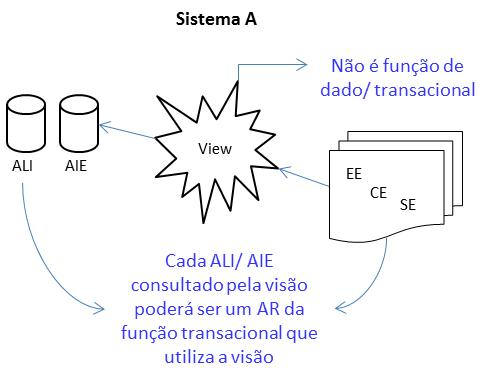 Sistema A
Não é função de
dado/ transacional
View
ALI
AIE
EE
CE
SE
Cada ALI/ AIE
consultado pela visão
poderá ser um AR da
função transacional que
utiliza a visão